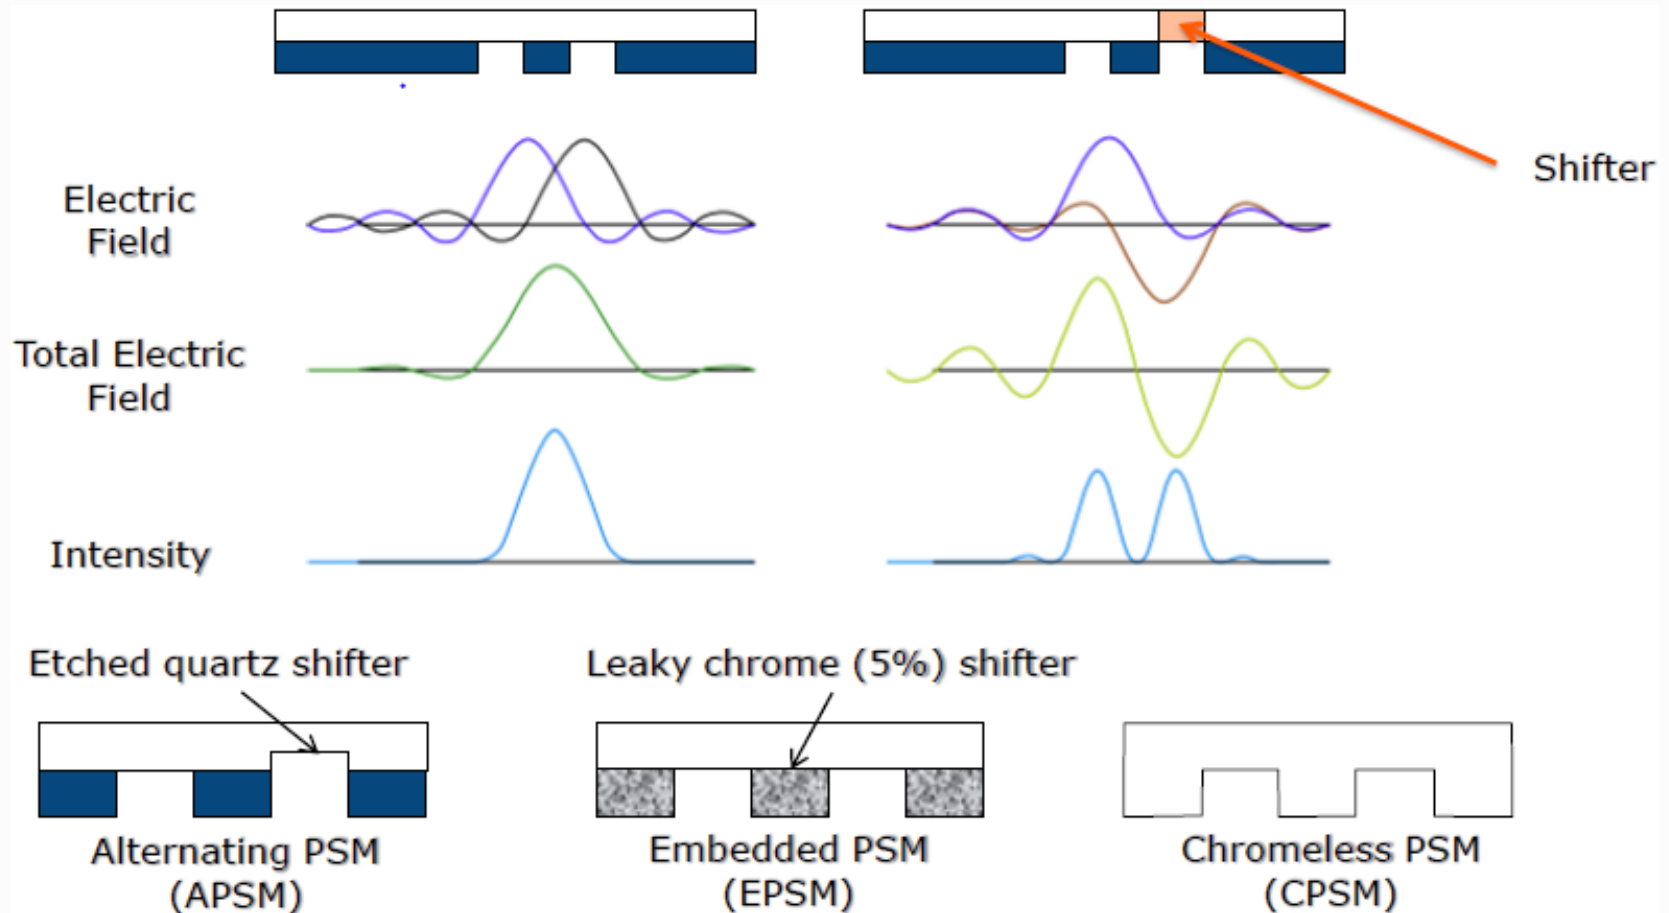 Shifter
Electric
Field
Total Electric
Field
Intensity
Etched quartz shifter
Leaky chrome (5%) shifter
Alternating PSM
(APSM)
Embedded PSM
(EPSM)
Chromeless PSM
(CPSM)